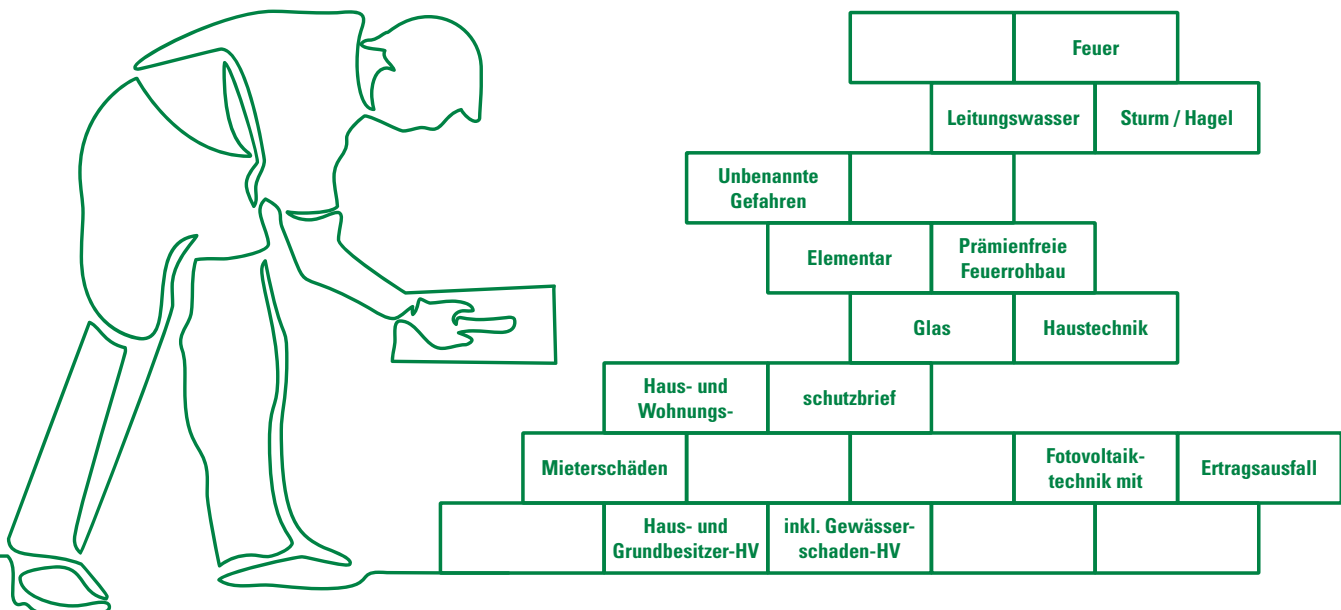 Feuer
Leitungswasser
Sturm / Hagel
Unbenannte
Gefahren
Elementar
Prämienfreie
Feuerrohbau
Glas
Haustechnik
Haus- und
Wohnungs-
schutzbrief
Mieterschäden
Fotovoltaik-
technik mit
Ertragsausfall
Haus- und
Grundbesitzer-HV
inkl. Gewässer-
schaden-HV